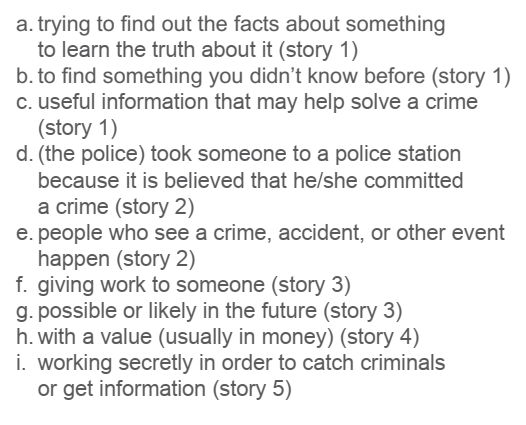 a. trying to find out the facts about something
to learn the truth about it (story 1)
b. to find something you didn’t know before (story 1)
c. useful information that may help solve a crime
(story 1)
d. (the police) took someone to a police station
because it is believed that he/she committed
a crime (story 2)
e. people who see a crime, accident, or other event
happen (story 2)
f. giving work to someone (story 3)
g. possible or likely in the future (story 3)
h. with a value (usually in money) (story 4)
i. working secretly in order to catch criminals
or get information (story 5)